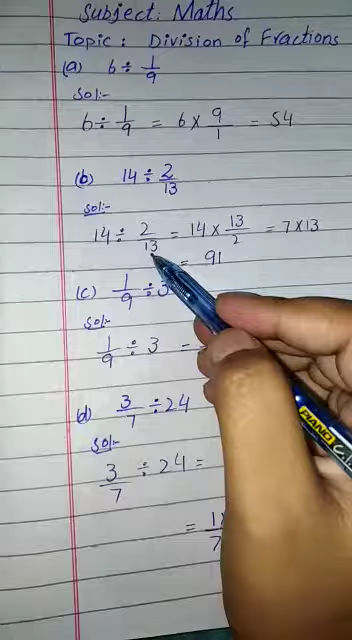 Subject: Maths
Topic: Division of Fractions
(a) 6 ÷ 1/9
Sol:-
6 ÷ 1/9 = 6 × 9/1 = 54
(b) 14 ÷ 2/13
Sol:-
14 ÷ 2/13 = 14 × 13/2 = 7 × 13
= 91
(c) 1/9 ÷ 3
Sol:-
1/9 ÷ 3 =
(d) 3/7 ÷ 24
Sol:-
3/7 ÷ 24 =
=
PIANO